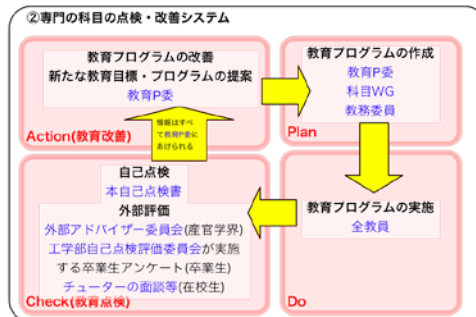 ②専門の科目の点検・改善システム
教育プログラムの改善
新たな教育目標・プログラムの提案
教育P委
Action(教育改善)
教育プログラムの作成
教育P委
科目WG
教務委員
Plan
情報はすべ
て教育P委に
あげられる
自己点検
本自己点検書
外部評価
外部アドバイザー委員会(産官学界)
工学部自己点検評価委員会が実施
する卒業生アンケート(卒業生)
チューターの面談等(在校生)
Check(教育点検)
教育プログラムの実施
全教員
Do